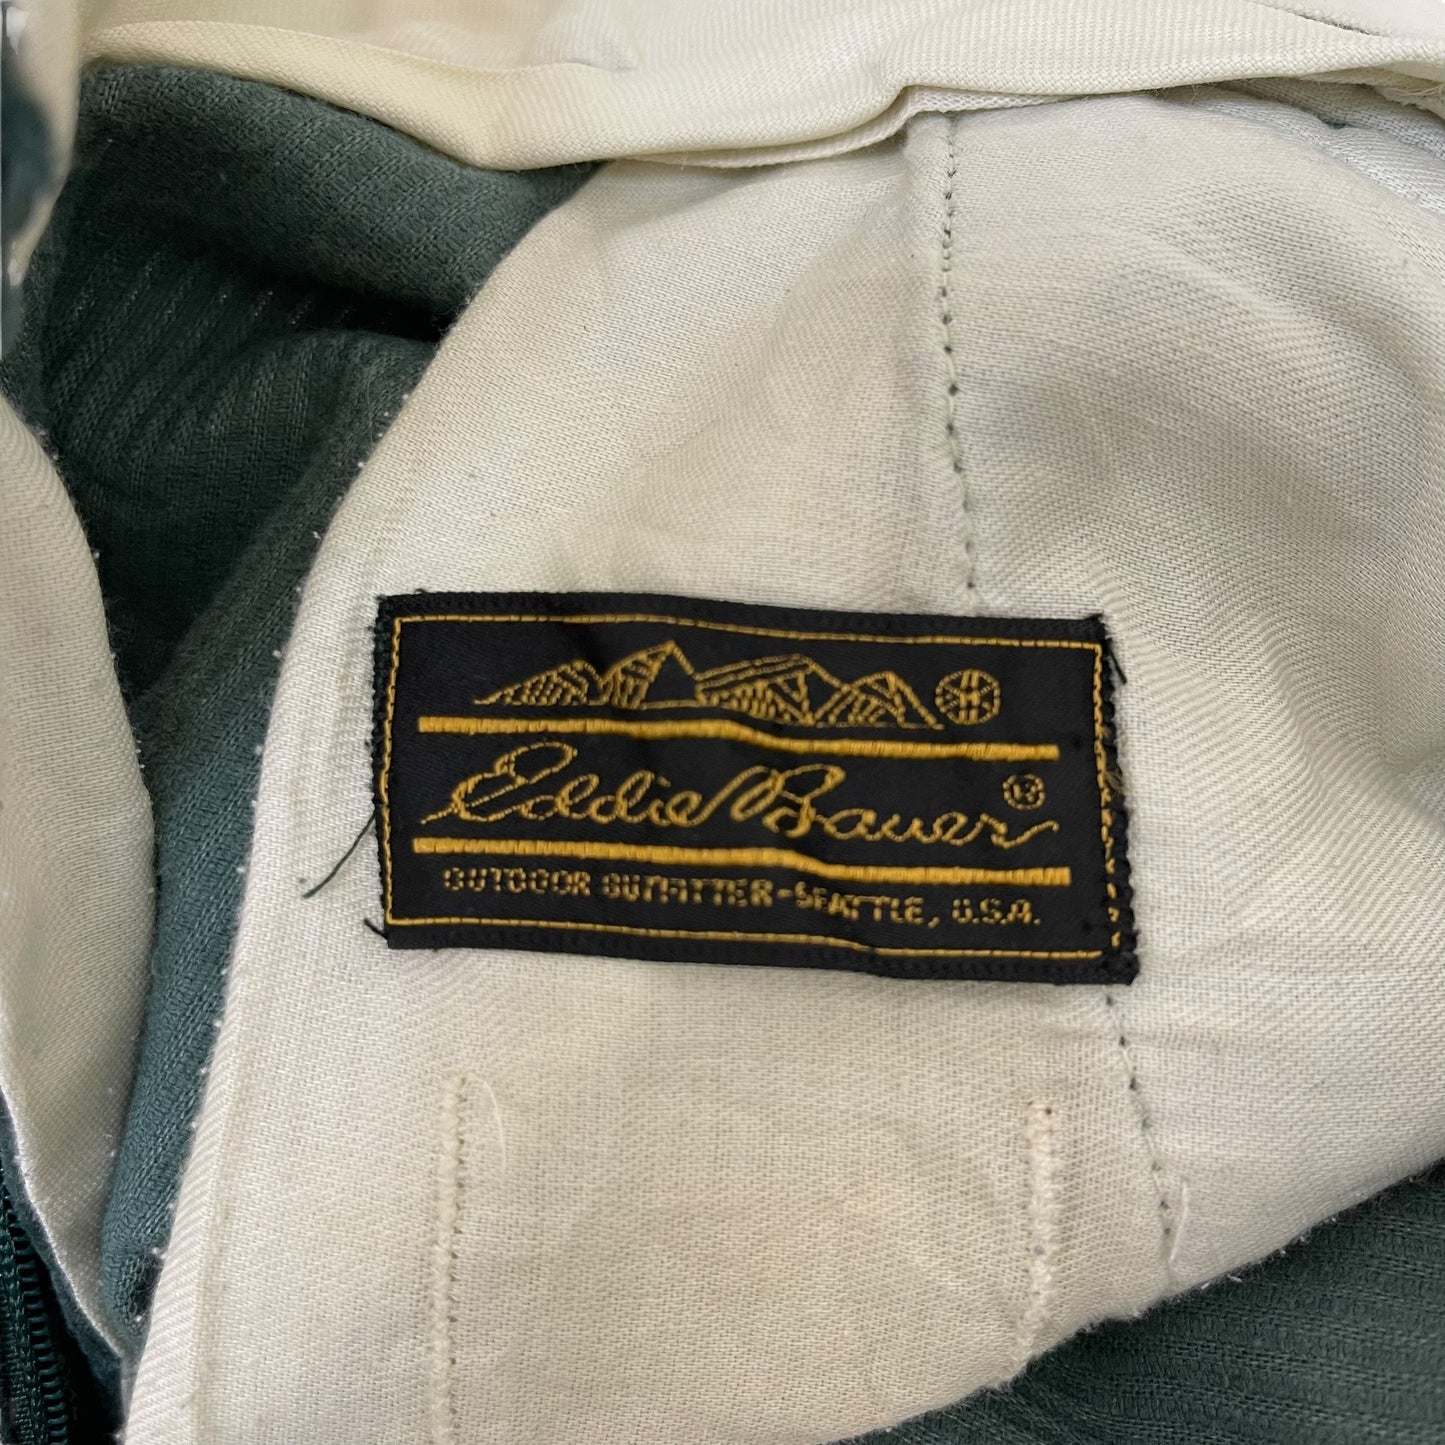 Eddie Bauer ®
OUTDOOR OUTFITTER-SEATTLE, U.S.A.